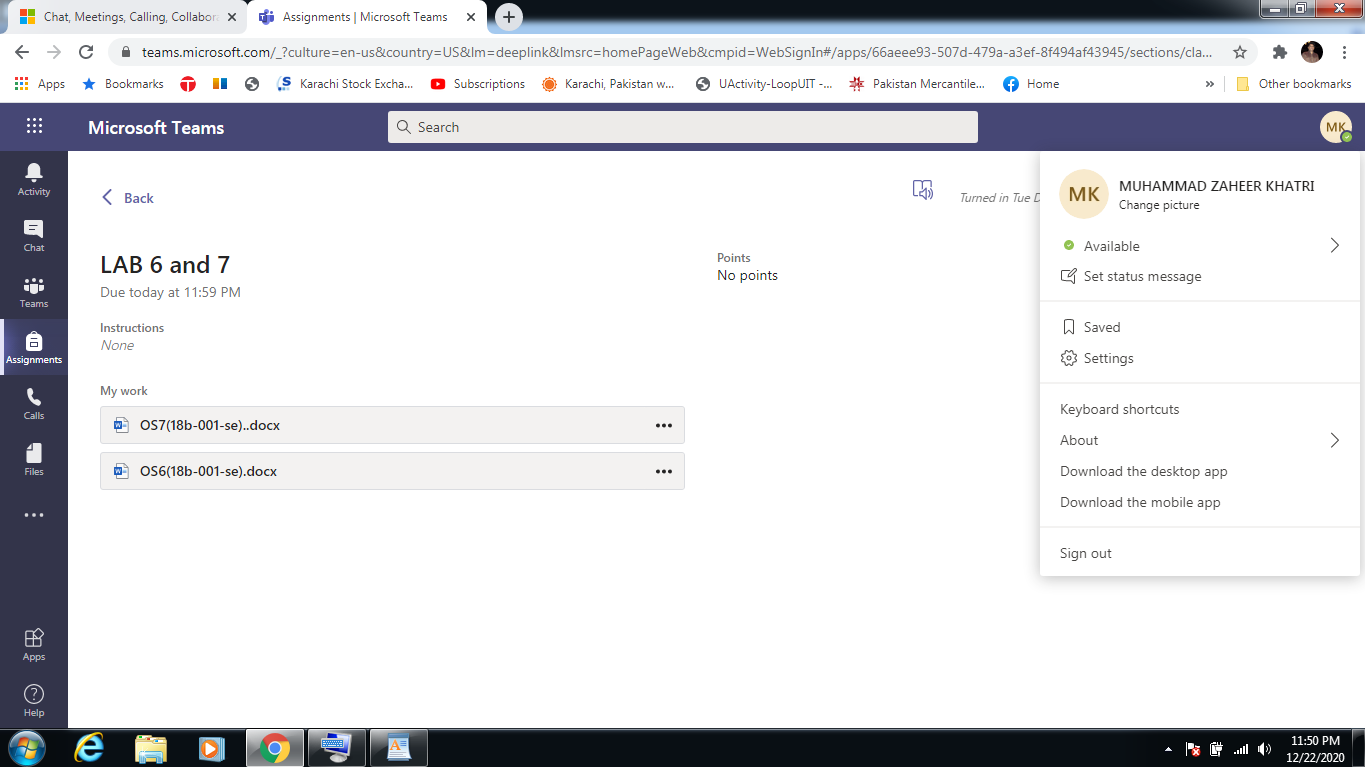 Chat, Meetings, Calling, Collabora
Assignments | Microsoft Teams
teams.microsoft.com/_?culture=en-us&country=US&lm=deeplink&lmsrc=homePageWeb&cmpid=WebSignIn#/apps/66aeee93-507d-479a-a3ef-8f494af43945/sections/cla...
Apps Bookmarks Karachi Stock Excha... Subscriptions Karachi, Pakistan w... UActivity-LoopUIT -... Pakistan Mercantile... Home » Other bookmarks
Microsoft Teams
Search
MK
Activity
Chat
Teams
Assignments
Calls
Files
Apps
Help
Back
Turned in Tue D
LAB 6 and 7
Due today at 11:59 PM
Points
No points
Instructions
None
My work
OS7(18b-001-se)..docx
OS6(18b-001-se).docx
MK
MUHAMMAD ZAHEER KHATRI
Change picture
Available
Set status message
Saved
Settings
Keyboard shortcuts
About
Download the desktop app
Download the mobile app
Sign out
11:50 PM
12/22/2020